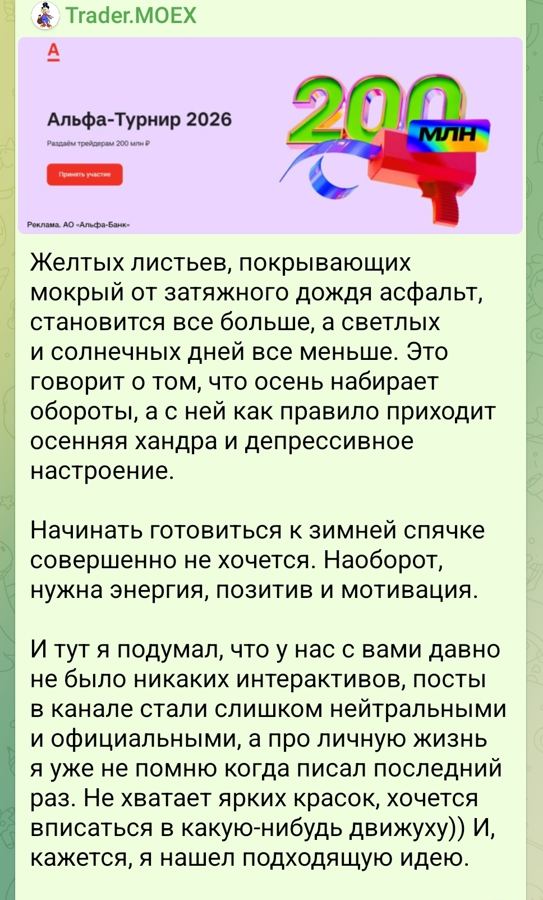 Trader.MOEX
А
Альфа-Турнир 2026
Раздаём трейдерам 200 млн ₽
Принять участие
200
МЛН
Реклама. АО «Альфа-Банк»
Желтых листьев, покрывающих
мокрый от затяжного дождя асфальт,
становится все больше, а светлых
и солнечных дней все меньше. Это
говорит о том, что осень набирает
обороты, а с ней как правило приходит
осенняя хандра и депрессивное
настроение.
Начинать готовиться к зимней спячке
совершенно не хочется. Наоборот,
нужна энергия, позитив и мотивация.
И тут я подумал, что у нас с вами давно
не было никаких интерактивов, посты
в канале стали слишком нейтральными
и официальными, а про личную жизнь
я уже не помню когда писал последний
раз. Не хватает ярких красок, хочется
вписаться в какую-нибудь движуху)) И,
кажется, я нашел подходящую идею.